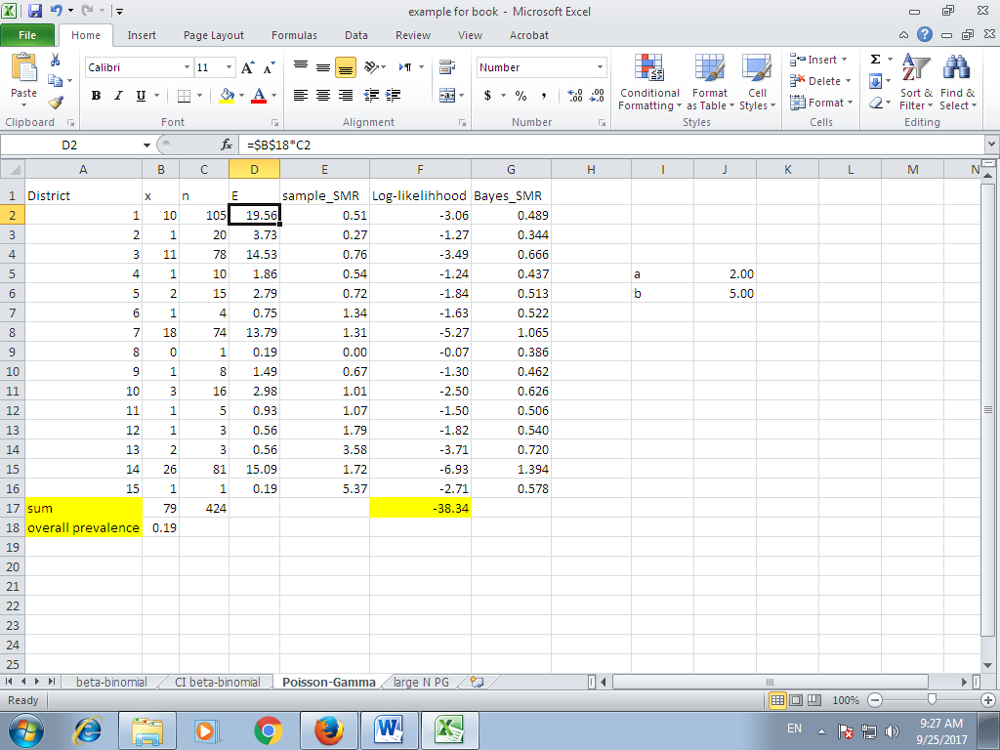 example for book - Microsoft Excel
File Home Insert Page Layout Formulas Data Review View Acrobat
Paste Calibri 11 A A Number Conditional Formatting Format as Table Cell Styles Insert Delete Format Σ Sort & Filter Find & Select
B I U A $ % ,
Clipboard Font Alignment Number Styles Cells Editing
D2 fx =$B$18*C2
A B C D E F G H I J K L M N
1 District x n E sample_SMR Log-likelihhood Bayes_SMR
2 1 10 105 19.56 0.51 -3.06 0.489
3 2 1 20 3.73 0.27 -1.27 0.344
4 3 11 78 14.53 0.76 -3.49 0.666
5 4 1 10 1.86 0.54 -1.24 0.437 a 2.00
6 5 2 15 2.79 0.72 -1.84 0.513 b 5.00
7 6 1 4 0.75 1.34 -1.63 0.522
8 7 18 74 13.79 1.31 -5.27 1.065
9 8 0 1 0.19 0.00 -0.07 0.386
10 9 1 8 1.49 0.67 -1.30 0.462
11 10 3 16 2.98 1.01 -2.50 0.626
12 11 1 5 0.93 1.07 -1.50 0.506
13 12 1 3 0.56 1.79 -1.82 0.540
14 13 2 3 0.56 3.58 -3.71 0.720
15 14 26 81 15.09 1.72 -6.93 1.394
16 15 1 1 0.19 5.37 -2.71 0.578
17 sum 79 424 -38.34
18 overall prevalence 0.19
19
20
21
22
23
24
25
beta-binomial CI beta-binomial Poisson-Gamma large N PG
Ready 100%
EN 9:27 AM
9/25/2017